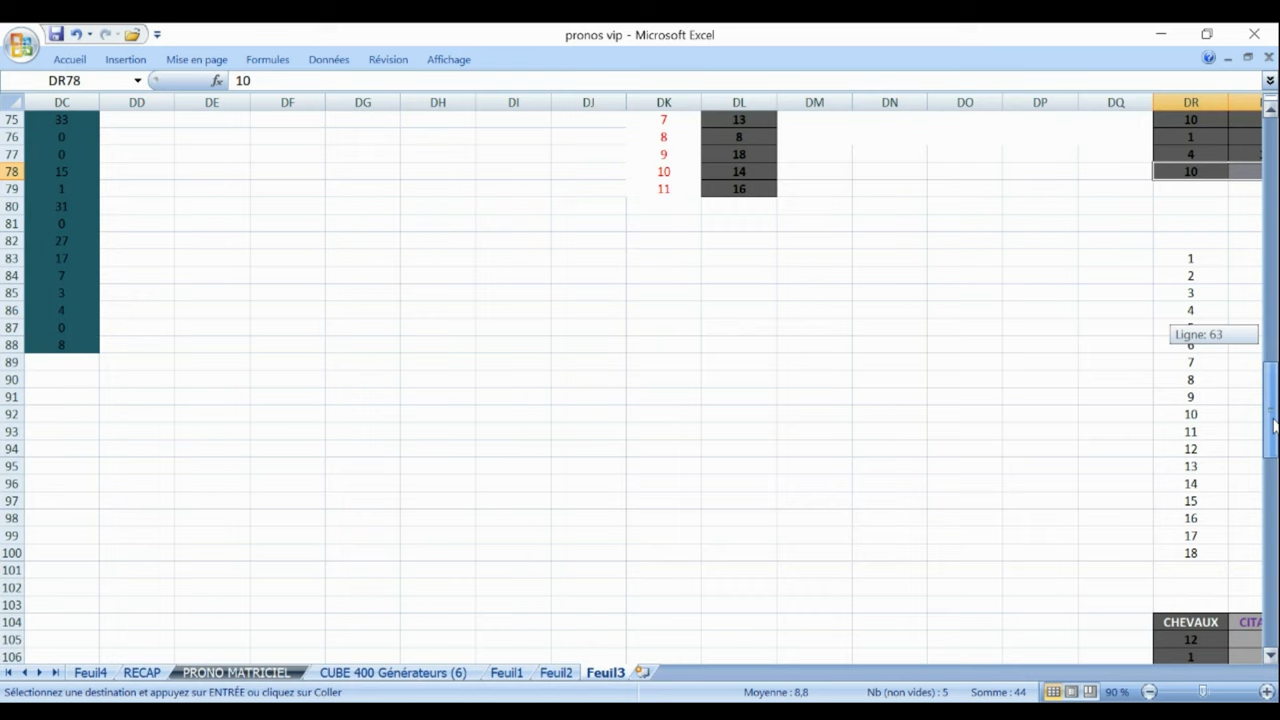 pronos vip - Microsoft Excel
Accueil Insertion Mise en page Formules Données Révision Affichage
DR78 fx 10
DC DD DE DF DG DH DI DJ DK DL DM DN DO DP DQ DR
75 33 7 13 10
76 0 8 8 1
77 0 9 18 4
78 15 10 14 10
79 1 11 16
80 31
81 0
82 27
83 17 1
84 7 2
85 3 3
86 4 4
87 0
Ligne: 63
88 8 6
89 7
90 8
91 9
92 10
93 11
94 12
95 13
96 14
97 15
98 16
99 17
100 18
101
102
103
104 CHEVAUX CITA
105 12
106 1
Feuil4 RECAP PRONO MATRICIEL CUBE 400 Générateurs (6) Feuil1 Feuil2 Feuil3
Sélectionnez une destination et appuyez sur ENTRÉE ou cliquez sur Coller Moyenne : 8,8 Nb (non vides) : 5 Somme : 44 90 %